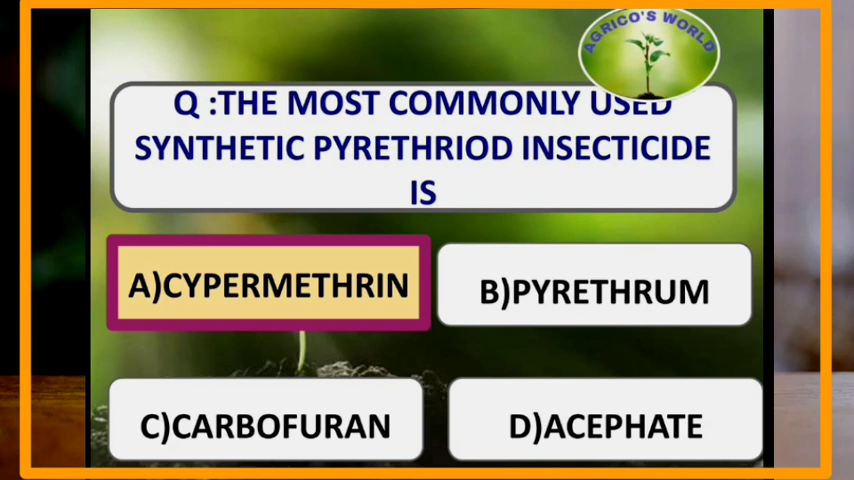 AGRICO'S WORLD
Q :THE MOST COMMONLY USED
SYNTHETIC PYRETHRIOD INSECTICIDE
IS
A)CYPERMETHRIN
B)PYRETHRUM
C)CARBOFURAN
D)ACEPHATE